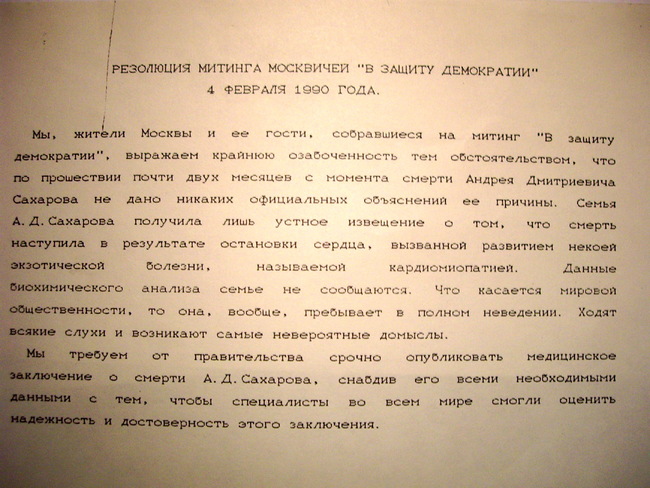 РЕЗОЛЮЦИЯ МИТИНГА МОСКВИЧЕЙ "В ЗАЩИТУ ДЕМОКРАТИИ"
4 ФЕВРАЛЯ 1990 ГОДА.
Мы, жители Москвы и ее гости, собравшиеся на митинг "В защиту
демократии", выражаем крайнюю озабоченность тем обстоятельством, что
по прошествии почти двух месяцев с момента смерти Андрея Дмитриевича
Сахарова не дано никаких официальных объяснений ее причины. Семья
А.Д.Сахарова получила лишь устное извещение о том, что смерть
наступила в результате остановки сердца, вызванной развитием некоей
экзотической болезни, называемой кардиомиопатией. Данные
биохимического анализа семье не сообщаются. Что касается мировой
общественности, то она, вообще, пребывает в полном неведении. Ходят
всякие слухи и возникают самые невероятные домыслы.
Мы требуем от правительства срочно опубликовать медицинское
заключение о смерти А.Д.Сахарова, снабдив его всеми необходимыми
данными с тем, чтобы специалисты во всем мире смогли оценить
надежность и достоверность этого заключения.